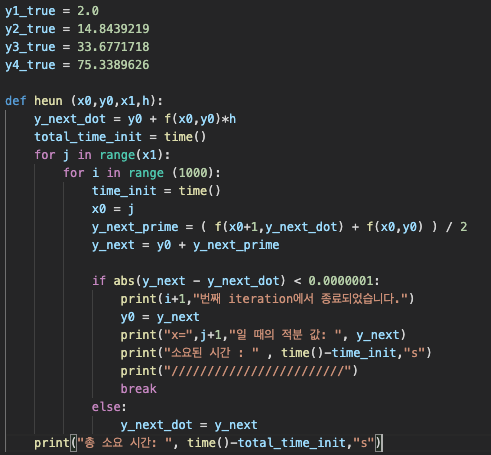 y1_true = 2.0
y2_true = 14.8439219
y3_true = 33.6771718
y4_true = 75.3389626
def heun (x0,y0,x1,h):
    y_next_dot = y0 + f(x0,y0)*h
    total_time_init = time()
    for j in range(x1):
        for i in range (1000):
            time_init = time()
            x0 = j
            y_next_prime = ( f(x0+1,y_next_dot) + f(x0,y0) ) / 2
            y_next = y0 + y_next_prime
            if abs(y_next - y_next_dot) < 0.0000001:
                print(i+1,"번째 iteration에서 종료되었습니다.")
                y0 = y_next
                print("x=",j+1,"일 때의 적분 값: ", y_next)
                print("소요된 시간 : " , time()-time_init,"s")
                print("////////////////////////")
                break
            else:
                y_next_dot = y_next
    print("총 소요 시간: ", time()-total_time_init,"s")